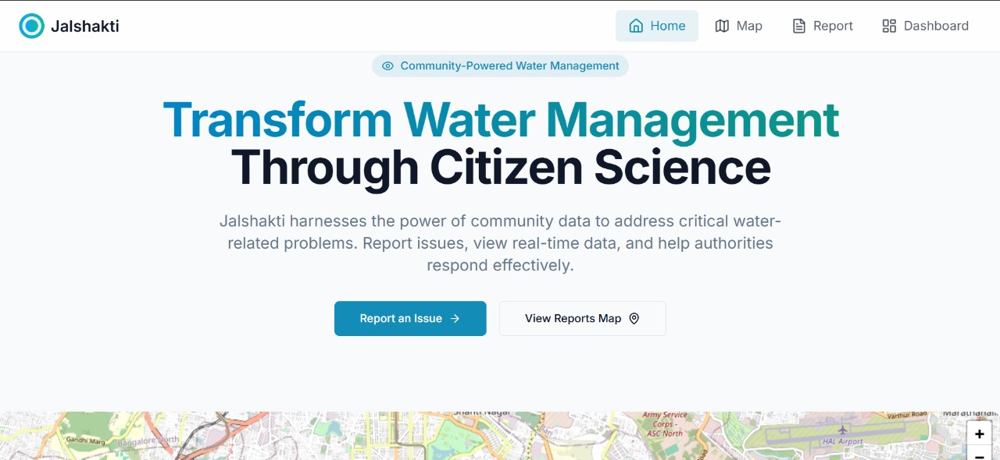 Jalshakti
Home
Map
Report
Dashboard
Community-Powered Water Management
Transform Water Management
Through Citizen Science
Jalshakti harnesses the power of community data to address critical water-
related problems. Report issues, view real-time data, and help authorities
respond effectively.
Report an Issue
View Reports Map
Shanti Nagar
Army Service
Corps -
ASC North
Varthur Road
Marathahalli
Gandhi Marg
Bangalore North
HAL Airport
+
−